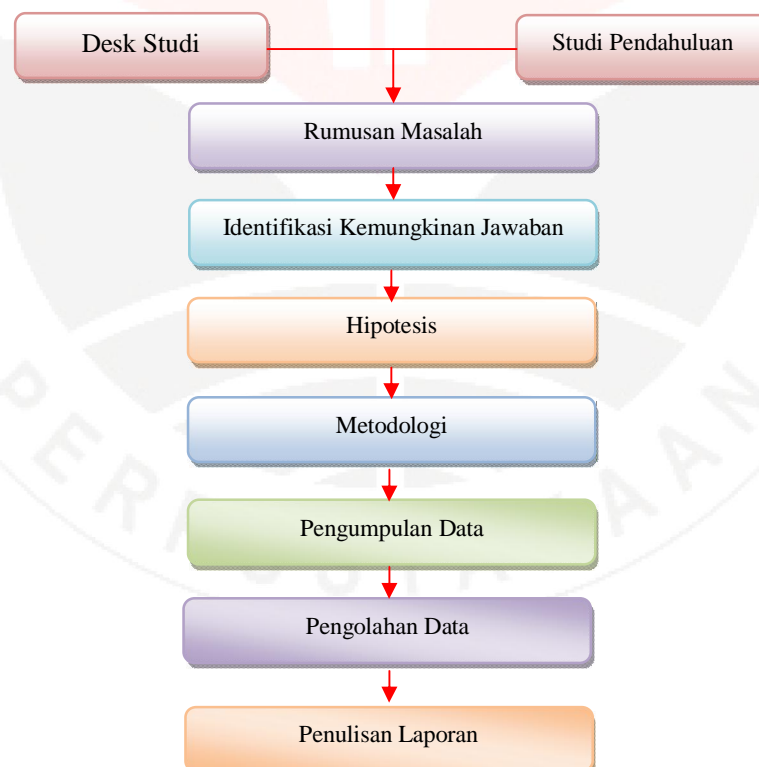 Desk Studi
Studi Pendahuluan
Rumusan Masalah
Identifikasi Kemungkinan Jawaban
Hipotesis
Metodologi
Pengumpulan Data
Pengolahan Data
Penulisan Laporan